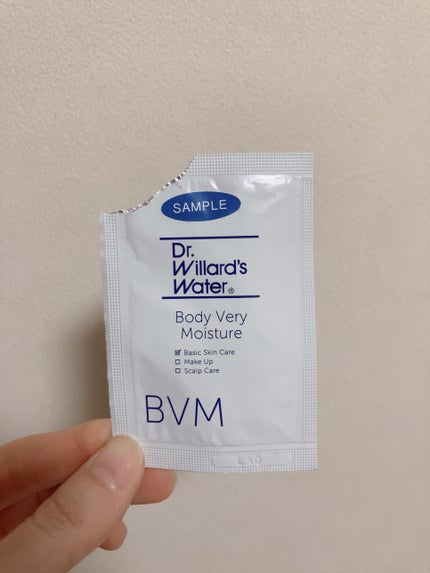 SAMPLE
Dr.
Willard's
Water®
Body Very
Moisture
☑ Basic Skin Care
☐ Make Up
☐ Scalp Care
BVM